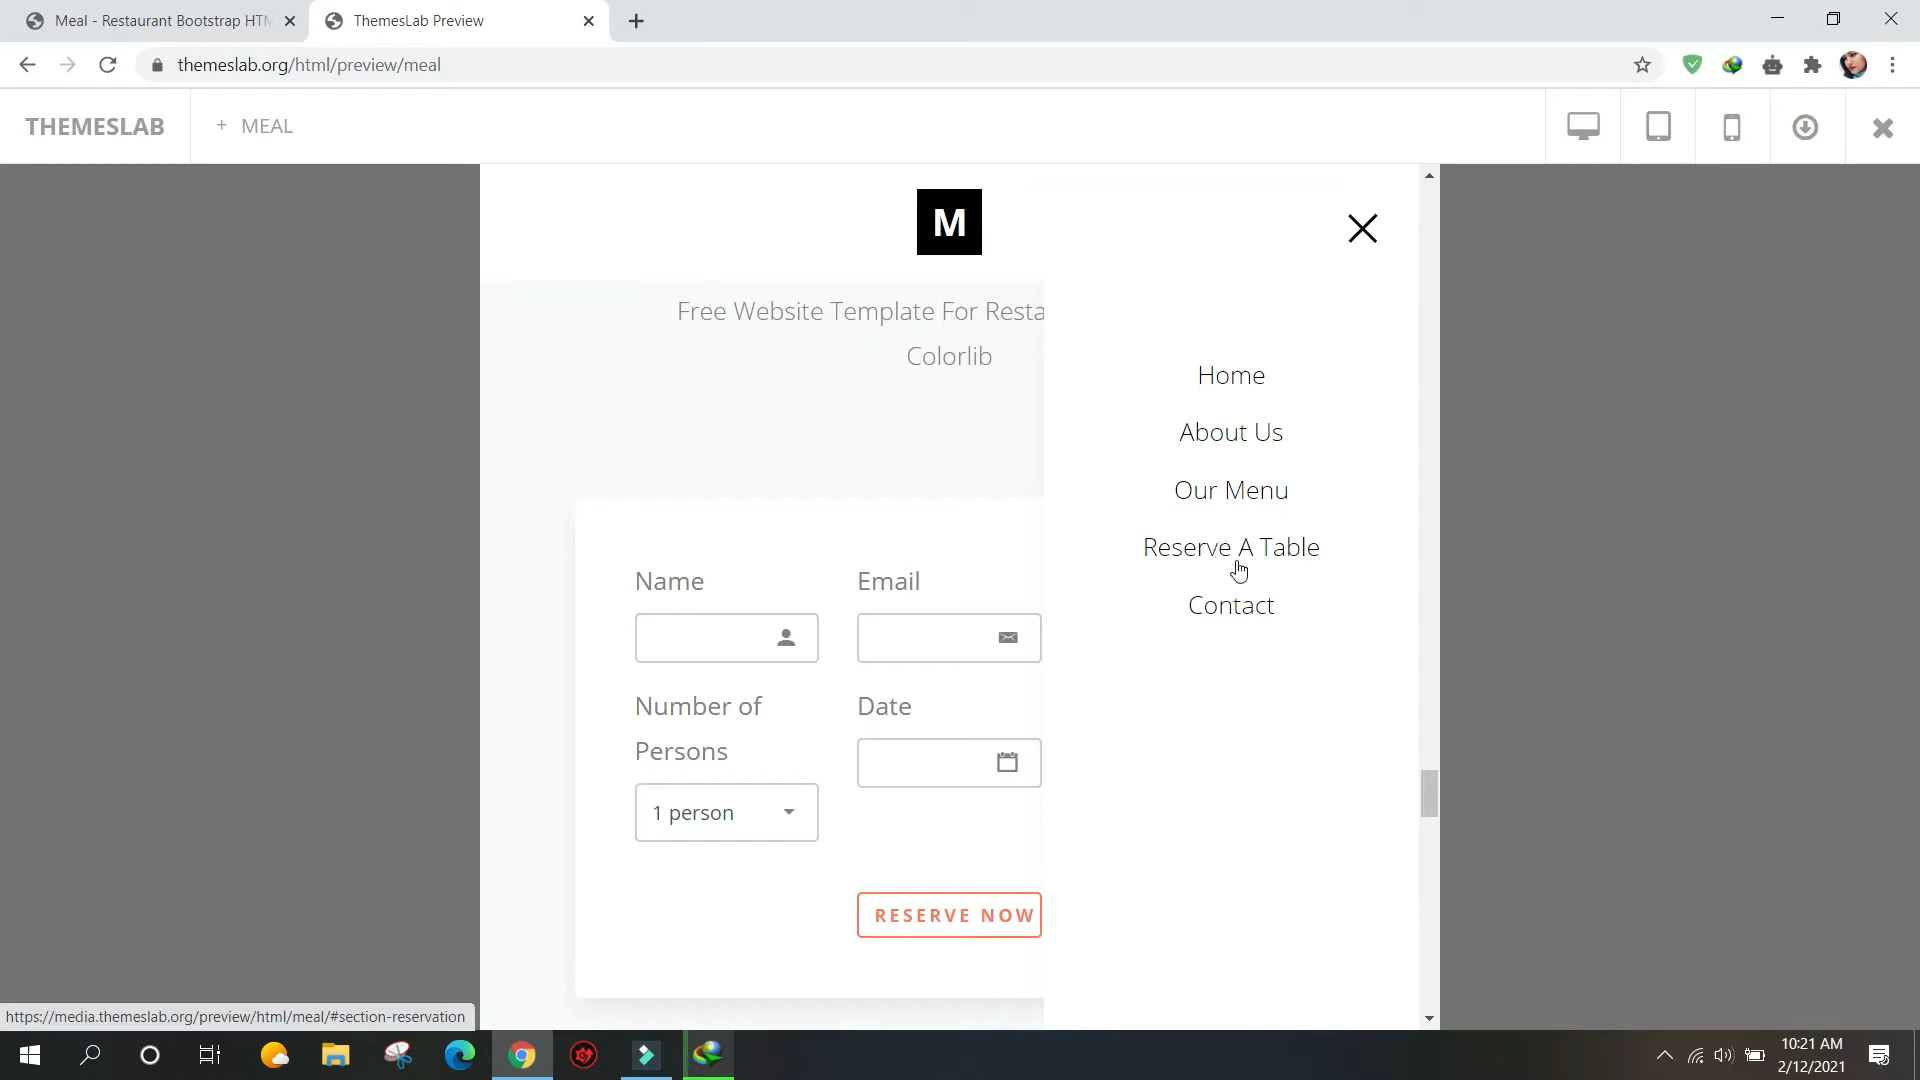 Meal - Restaurant Bootstrap HTM
ThemesLab Preview
themeslab.org/html/preview/meal
THEMESLAB
+ MEAL
M
Free Website Template For Resta
Colorlib
Home
About Us
Our Menu
Reserve A Table
Contact
Name
Email
Number of
Persons
Date
1 person
RESERVE NOW
https://media.themeslab.org/preview/html/meal/#section-reservation
10:21 AM
2/12/2021